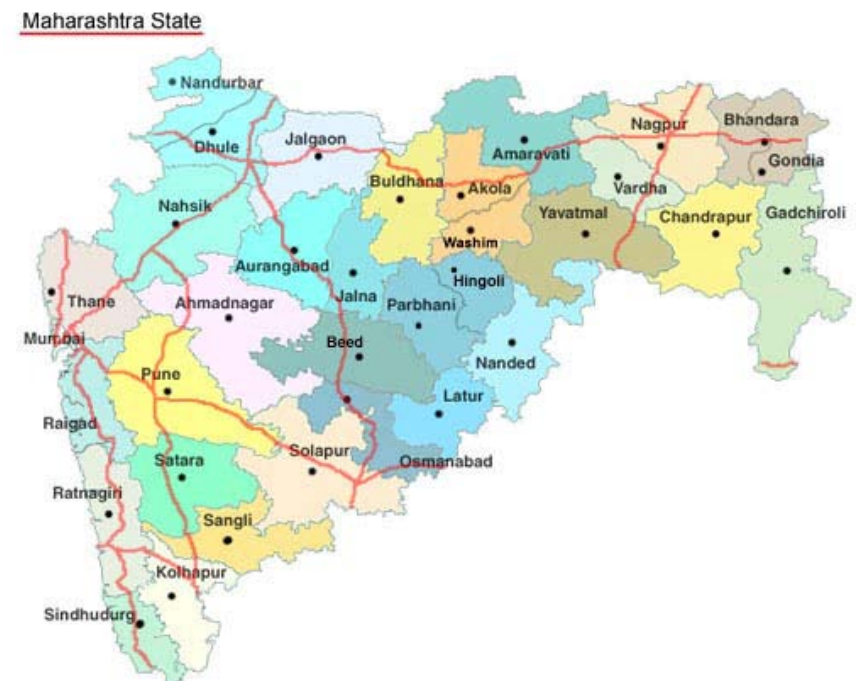 Maharashtra State
Nandurbar
Dhule
Jalgaon
Nagpur
Bhandara
Amaravati
Gondia
Buldhana
Akola
Vardha
Nahsik
Yavatmal
Chandrapur
Gadchiroli
Washim
Aurangabad
Hingoli
Thane
Ahmadnagar
Jalna
Parbhani
Mumbai
Beed
Nanded
Pune
Latur
Raigad
Satara
Solapur
Osmanabad
Ratnagiri
Sangli
Kolhapur
Sindhudurg